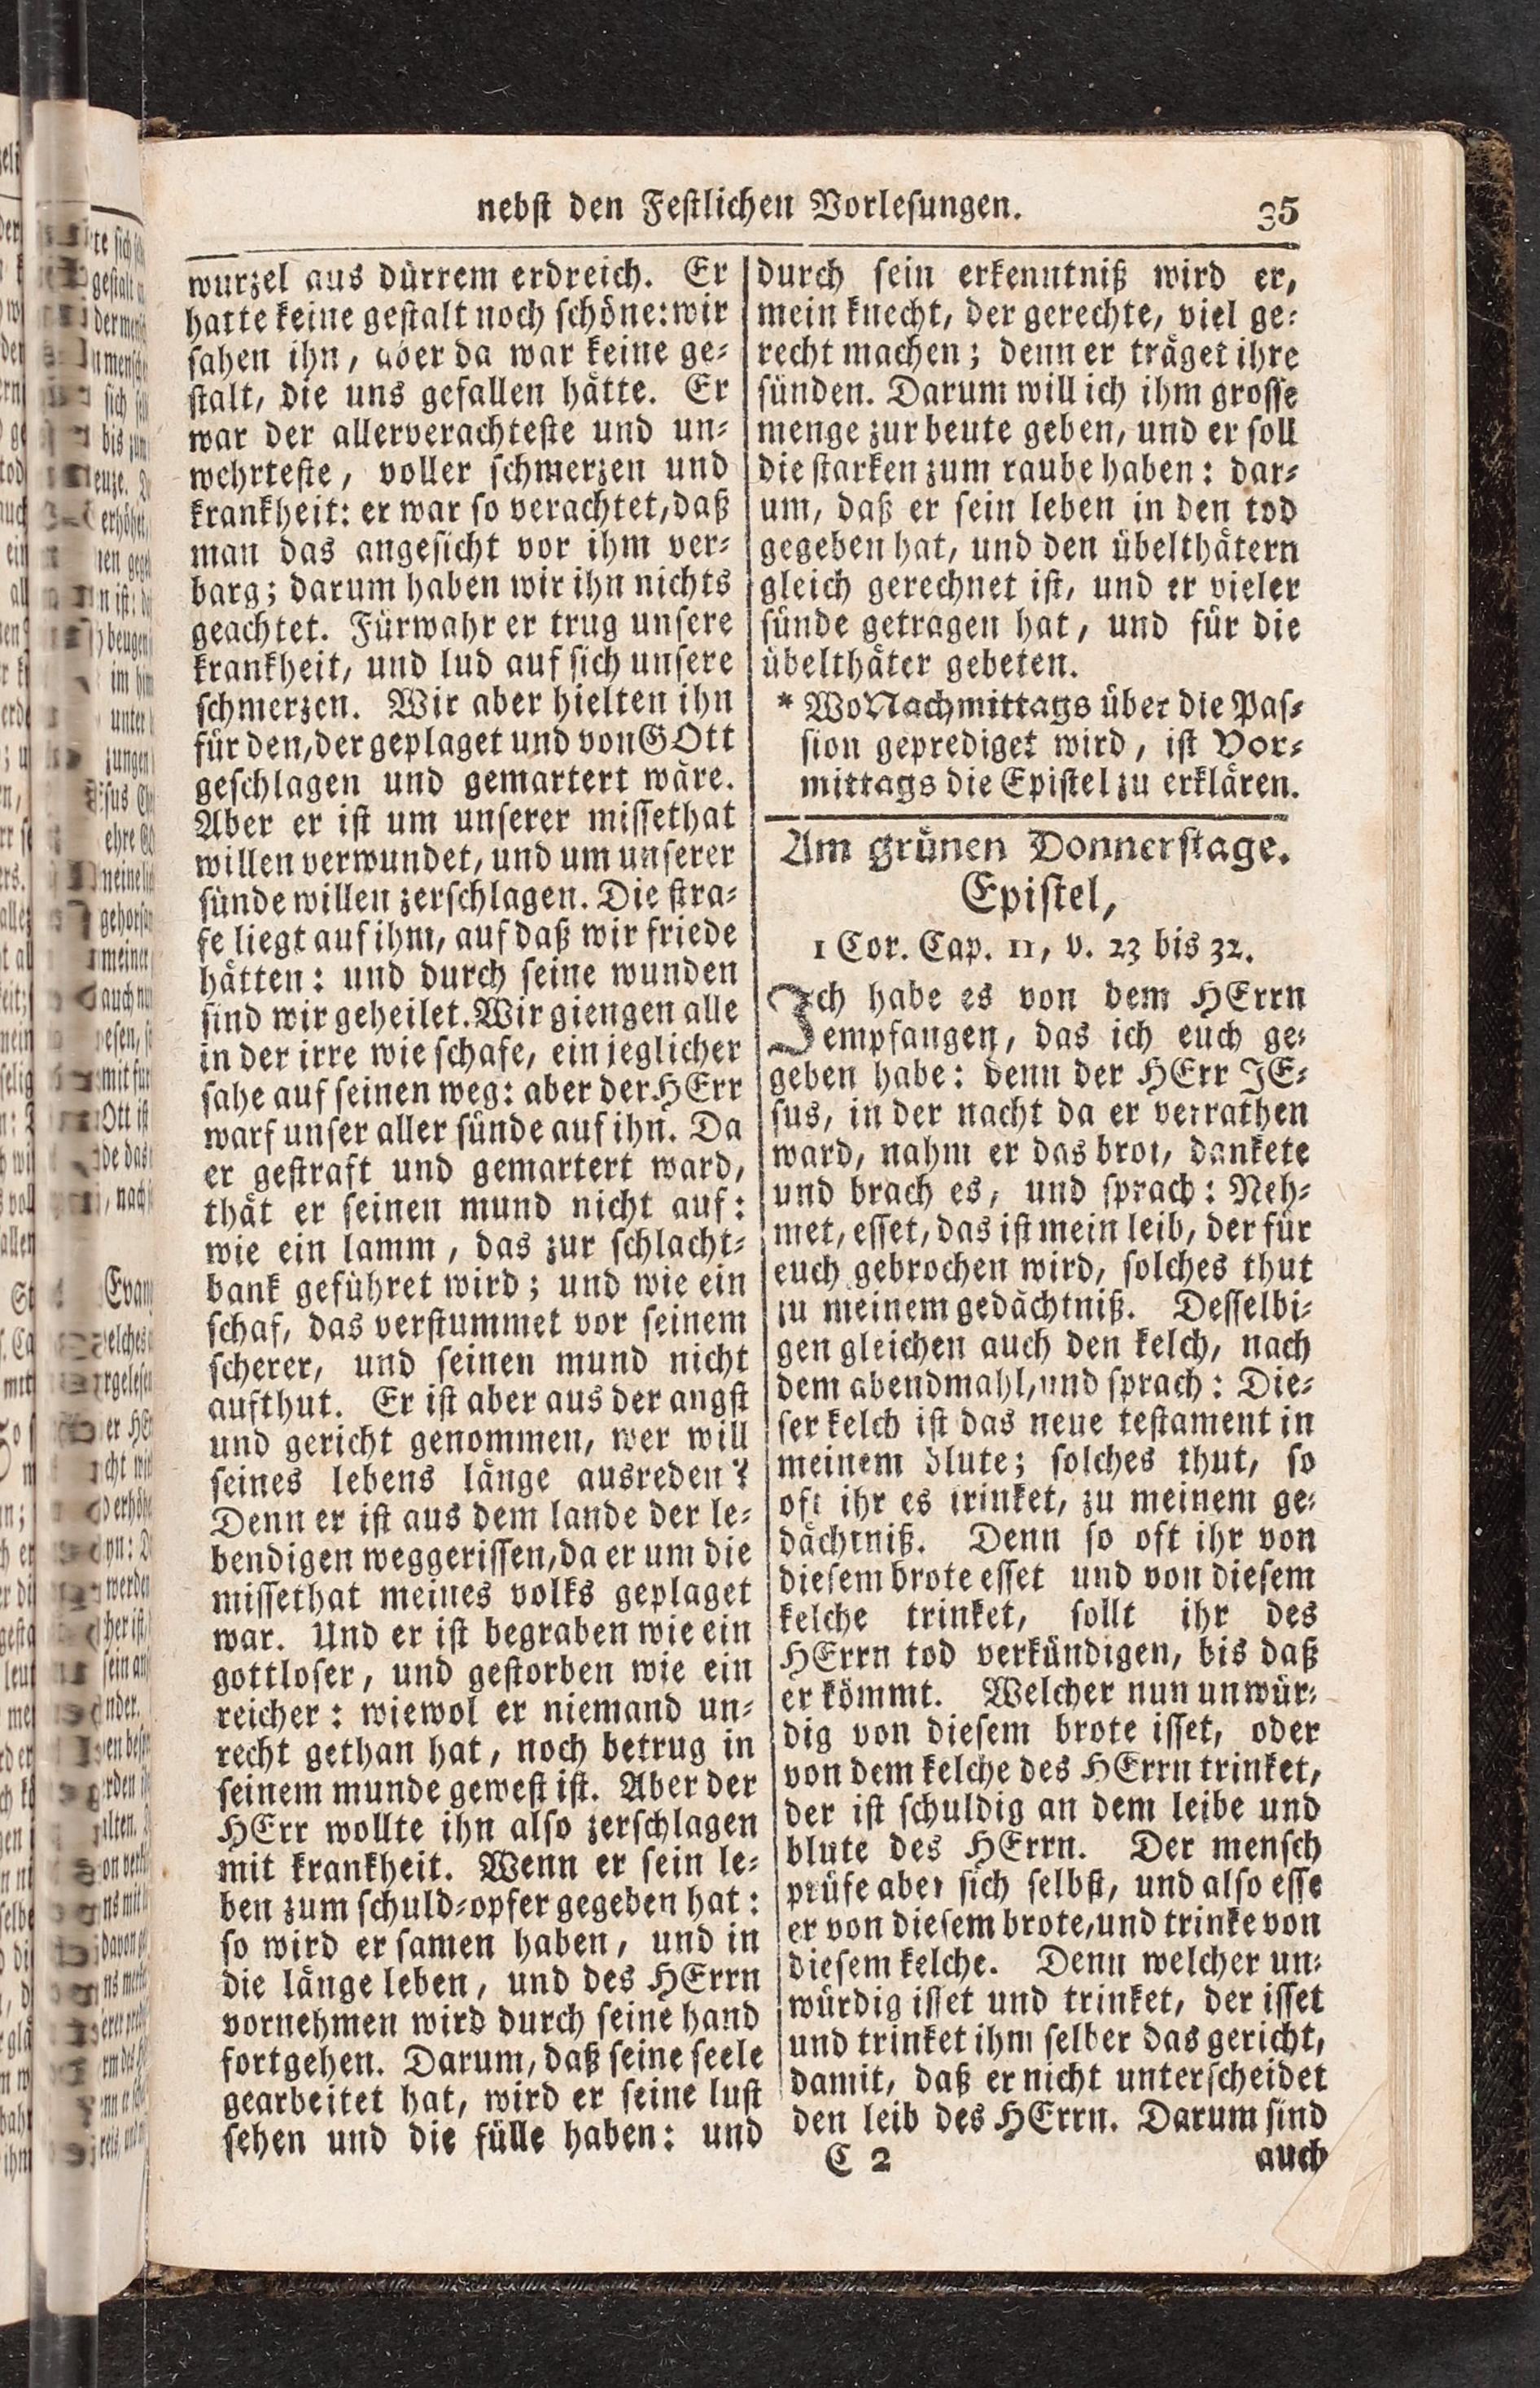 nebst den Festlichen Vorlesungen. 35
wurzel aus dürrem erdreich. Er
hatte keine gestalt noch schöne: wir
sahen ihn, aber da war keine ge-
stalt, die uns gefallen hätte. Er
war der allerverachteste und un-
wehrteste, voller schmerzen und
krankheit: er war so verachtet, daß
man das angesicht vor ihm ver-
barg; darum haben wir ihn nichts
geachtet. Fürwahr er trug unsere
krankheit, und lud auf sich unsere
schmerzen. Wir aber hielten ihn
für den, der geplaget und von GOtt
geschlagen und gemartert wäre.
Aber er ist um unserer missethat
willen verwundet, und um unserer
sünde willen zerschlagen. Die stra-
fe liegt auf ihm, auf daß wir friede
hätten: und durch seine wunden
sind wir geheilet. Wir giengen alle
in der irre wie schafe, ein jeglicher
sahe auf seinen weg: aber der HErr
warf unser aller sünde auf ihn. Da
er gestraft und gemartert ward,
thät er seinen mund nicht auf:
wie ein lamm, das zur schlacht-
bank geführet wird; und wie ein
schaf, das verstummet vor seinem
scherer, und seinen mund nicht
aufthut. Er ist aber aus der angst
und gericht genommen, wer will
seines lebens länge ausreden?
Denn er ist aus dem lande der le-
bendigen weggerissen, da er um die
missethat meines volks geplaget
war. Und er ist begraben wie ein
gottloser, und gestorben wie ein
reicher: wiewol er niemand un-
recht gethan hat, noch betrug in
seinem munde gewest ist. Aber der
HErr wollte ihn also zerschlagen
mit krankheit. Wenn er sein le-
ben zum schuld-opfer gegeben hat:
so wird er samen haben, und in
die länge leben, und des HErrn
vornehmen wird durch seine hand
fortgehen. Darum, daß seine seele
gearbeitet hat, wird er seine lust
sehen und die fülle haben: und
durch sein erkenntniß wird er,
mein knecht, der gerechte, viel ge-
recht machen; denn er träget ihre
sünden. Darum will ich ihm grosse
menge zur beute geben, und er soll
die starken zum raube haben: dar-
um, daß er sein leben in den tod
gegeben hat, und den übelthätern
gleich gerechnet ist, und er vieler
sünde getragen hat, und für die
übelthäter gebeten.
* Wo Nachmittags über die Pas-
sion geprediget wird, ist Vor-
mittags die Epistel zu erklären.
Am grünen Donnerstage.
Epistel,
1 Cor. Cap. 11, v. 23 bis 32.
Ich habe es von dem HErrn
empfangen, das ich euch ge-
geben habe: denn der HErr JE-
sus, in der nacht da er verrathen
ward, nahm er das brot, dankete
und brach es, und sprach: Neh-
met, esset, das ist mein leib, der für
euch gebrochen wird, solches thut
zu meinem gedächtniß. Desselbi-
gen gleichen auch den kelch, nach
dem abendmahl, und sprach: Die-
ser kelch ist das neue testament in
meinem blute; solches thut, so
oft ihr es trinket, zu meinem ge-
dächtniß. Denn so oft ihr von
diesem brote esset und von diesem
kelche trinket, sollt ihr des
HErrn tod verkündigen, bis daß
er kömmt. Welcher nun unwür-
dig von diesem brote isset, oder
von dem kelche des HErrn trinket,
der ist schuldig an dem leibe und
blute des HErrn. Der mensch
prüfe aber sich selbst, und also esse
er von diesem brote, und trinke von
diesem kelche. Denn welcher un-
würdig isset und trinket, der isset
und trinket ihm selber das gericht,
damit, daß er nicht unterscheidet
den leib des HErrn. Darum sind
C 2 auch